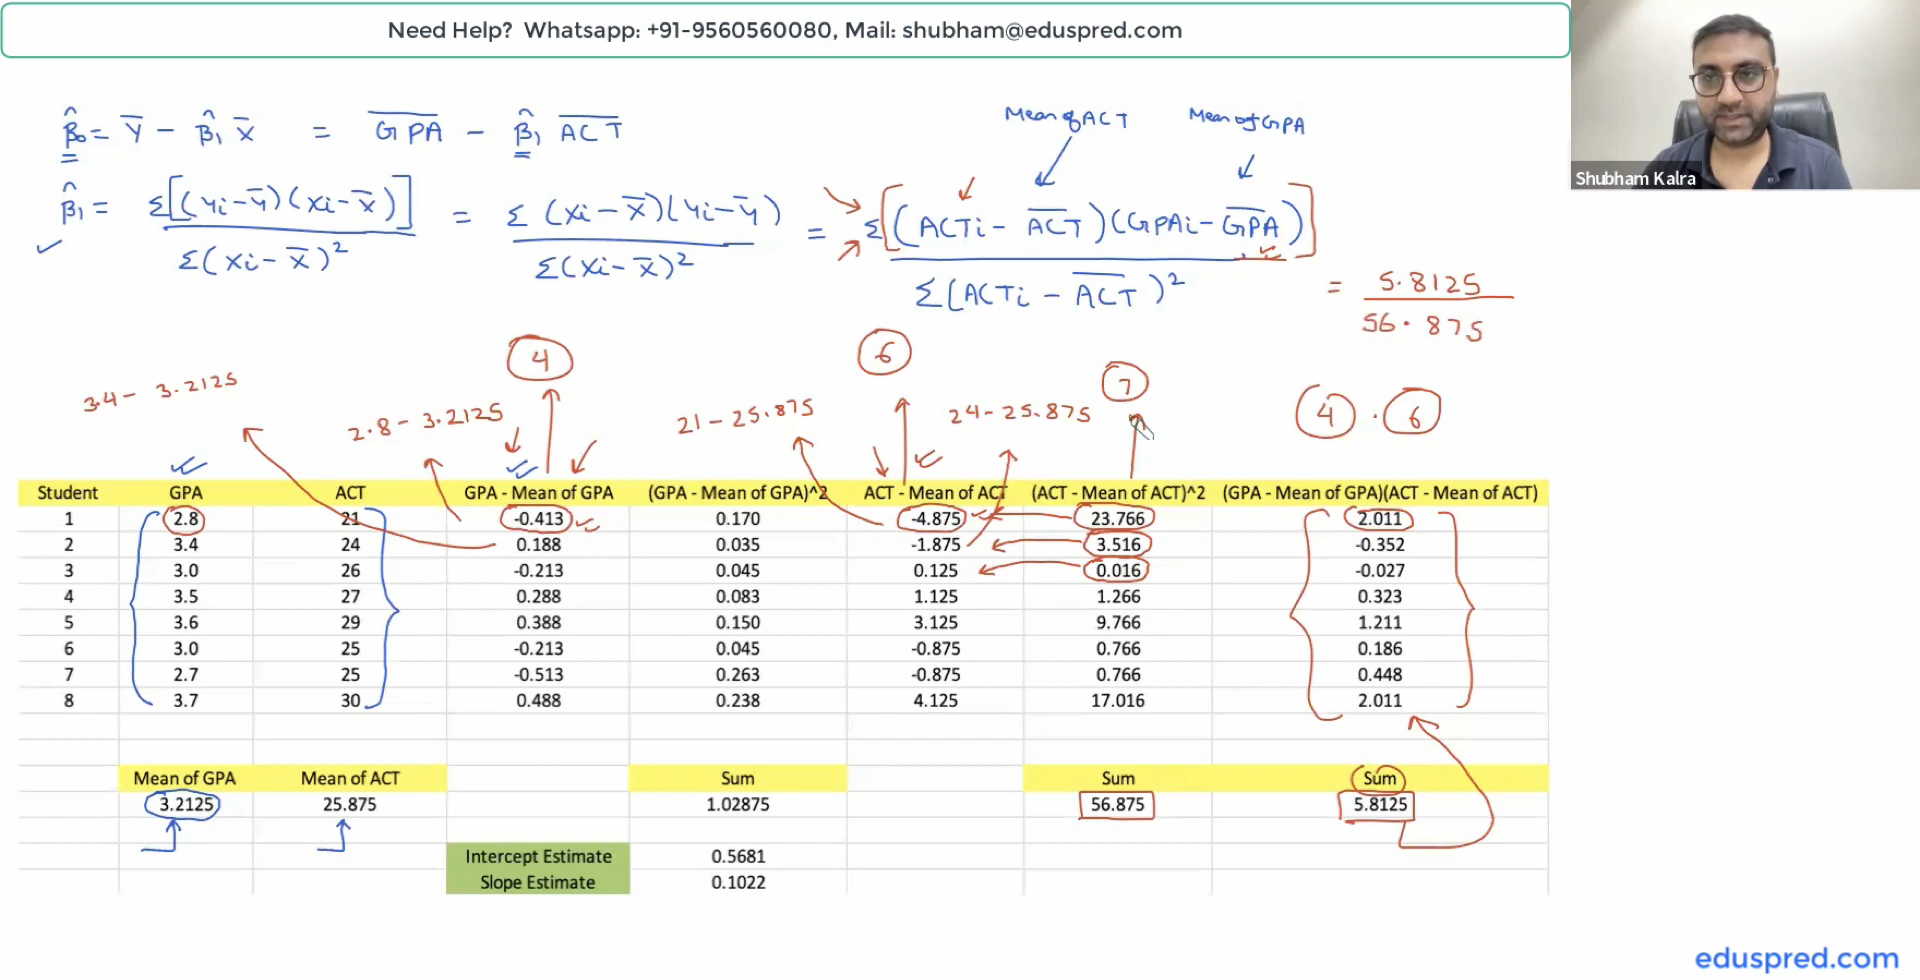 Need Help? Whatsapp: +91-9560560080, Mail: shubham@eduspred.com
Shubham Kalra
β̂₀ = Y̅ − β̂₁ X̅ = G̅P̅A̅ − β̂₁ A̅C̅T̅
Mean of ACT
Mean of GPA
β̂₁ = Σ[(yi−y̅)(xi−x̅)] / Σ(xi−x̅)² = Σ(xi−x̅)(yi−y̅) / Σ(xi−x̅)² = Σ[(ACTi − A̅C̅T̅)(GPAi − G̅P̅A̅)] / Σ(ACTi − A̅C̅T̅)²
= 5.8125 / 56.875
4
6
7
4 · 6
3.4 − 3.2125
2.8 − 3.2125
21 − 25.875
24 − 25.875
Student GPA ACT GPA - Mean of GPA (GPA - Mean of GPA)^2 ACT - Mean of ACT (ACT - Mean of ACT)^2 (GPA - Mean of GPA)(ACT - Mean of ACT)
1 2.8 21 -0.413 0.170 -4.875 23.766 2.011
2 3.4 24 0.188 0.035 -1.875 3.516 -0.352
3 3.0 26 -0.213 0.045 0.125 0.016 -0.027
4 3.5 27 0.288 0.083 1.125 1.266 0.323
5 3.6 29 0.388 0.150 3.125 9.766 1.211
6 3.0 25 -0.213 0.045 -0.875 0.766 0.186
7 2.7 25 -0.513 0.263 -0.875 0.766 0.448
8 3.7 30 0.488 0.238 4.125 17.016 2.011
Mean of GPA Mean of ACT Sum Sum Sum
3.2125 25.875 1.02875 56.875 5.8125
Intercept Estimate 0.5681
Slope Estimate 0.1022
eduspred.com